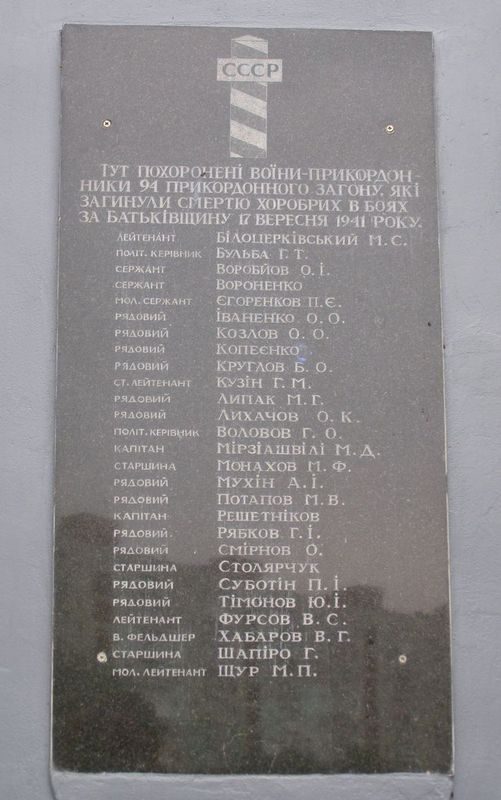 СССР
ТУТ ПОХОРОНЕНІ ВОЇНИ-ПРИКОРДОН-
НИКИ 94 ПРИКОРДОННОГО ЗАГОНУ, ЯКІ
ЗАГИНУЛИ СМЕРТЮ ХОРОБРИХ В БОЯХ
ЗА БАТЬКІВЩИНУ 17 ВЕРЕСНЯ 1941 РОКУ.
ЛЕЙТЕНАНТ БІЛОЦЕРКІВСЬКИЙ М.С.
ПОЛІТ. КЕРІВНИК БУЛЬБА Г.Т.
СЕРЖАНТ ВОРОБЙОВ О.І.
СЕРЖАНТ ВОРОНЕНКО
МОЛ. СЕРЖАНТ ЄГОРЕНКОВ П.Є.
РЯДОВИЙ ІВАНЕНКО О.О.
РЯДОВИЙ КОЗЛОВ О.О.
РЯДОВИЙ КОПЕЄНКО
РЯДОВИЙ КРУГЛОВ Б.О.
СТ. ЛЕЙТЕНАНТ КУЗІН Г.М.
РЯДОВИЙ ЛИПАК М.Г.
РЯДОВИЙ ЛИХАЧОВ О.К.
ПОЛІТ. КЕРІВНИК ВОЛОБОВ Г.О.
КАПІТАН МІРЗІАШВІЛІ М.Д.
СТАРШИНА МОНАХОВ М.Ф.
РЯДОВИЙ МУХІН А.І.
РЯДОВИЙ ПОТАПОВ М.В.
КАПІТАН РЕШЕТНІКОВ
РЯДОВИЙ РЯБКОВ Г.І.
РЯДОВИЙ СМІРНОВ О.
СТАРШИНА СТОЛЯРЧУК
РЯДОВИЙ СУБОТІН П.І.
РЯДОВИЙ ТІМОНОВ Ю.І.
ЛЕЙТЕНАНТ ФУРСОВ В.С.
В. ФЕЛЬДШЕР ХАБАРОВ В.Г.
СТАРШИНА ШАПІРО Г.
МОЛ. ЛЕЙТЕНАНТ ЩУР М.П.